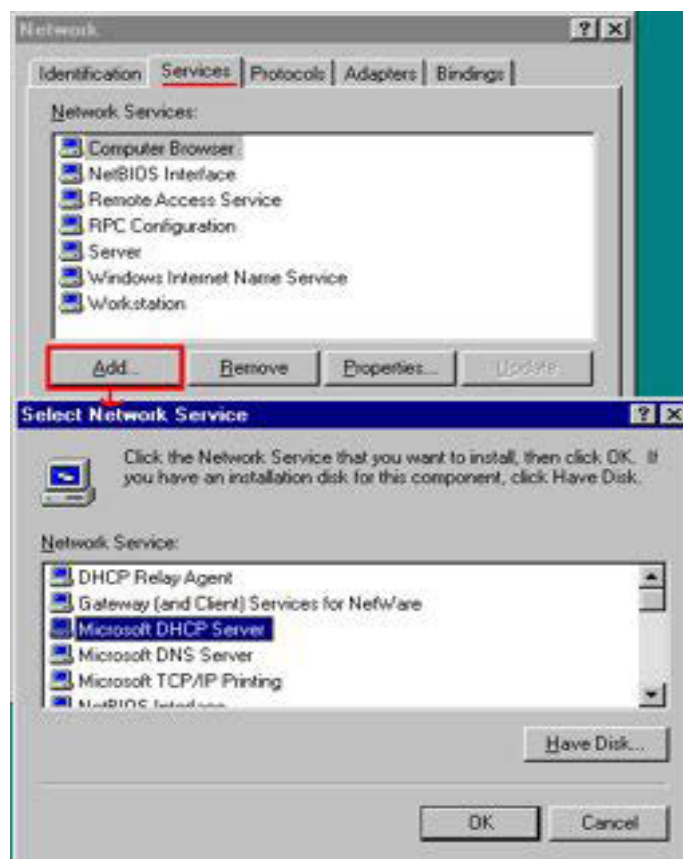 Network
Identification Services Protocols Adapters Bindings
Network Services:
Computer Browser
NetBIOS Interface
Remote Access Service
RPC Configuration
Server
Windows Internet Name Service
Workstation
Add... Remove Properties... Update
Select Network Service
Click the Network Service that you want to install, then click OK. If
you have an installation disk for this component, click Have Disk.
Network Service:
DHCP Relay Agent
Gateway (and Client) Services for NetWare
Microsoft DHCP Server
Microsoft DNS Server
Microsoft TCP/IP Printing
NetBIOS Interface
Have Disk...
OK Cancel